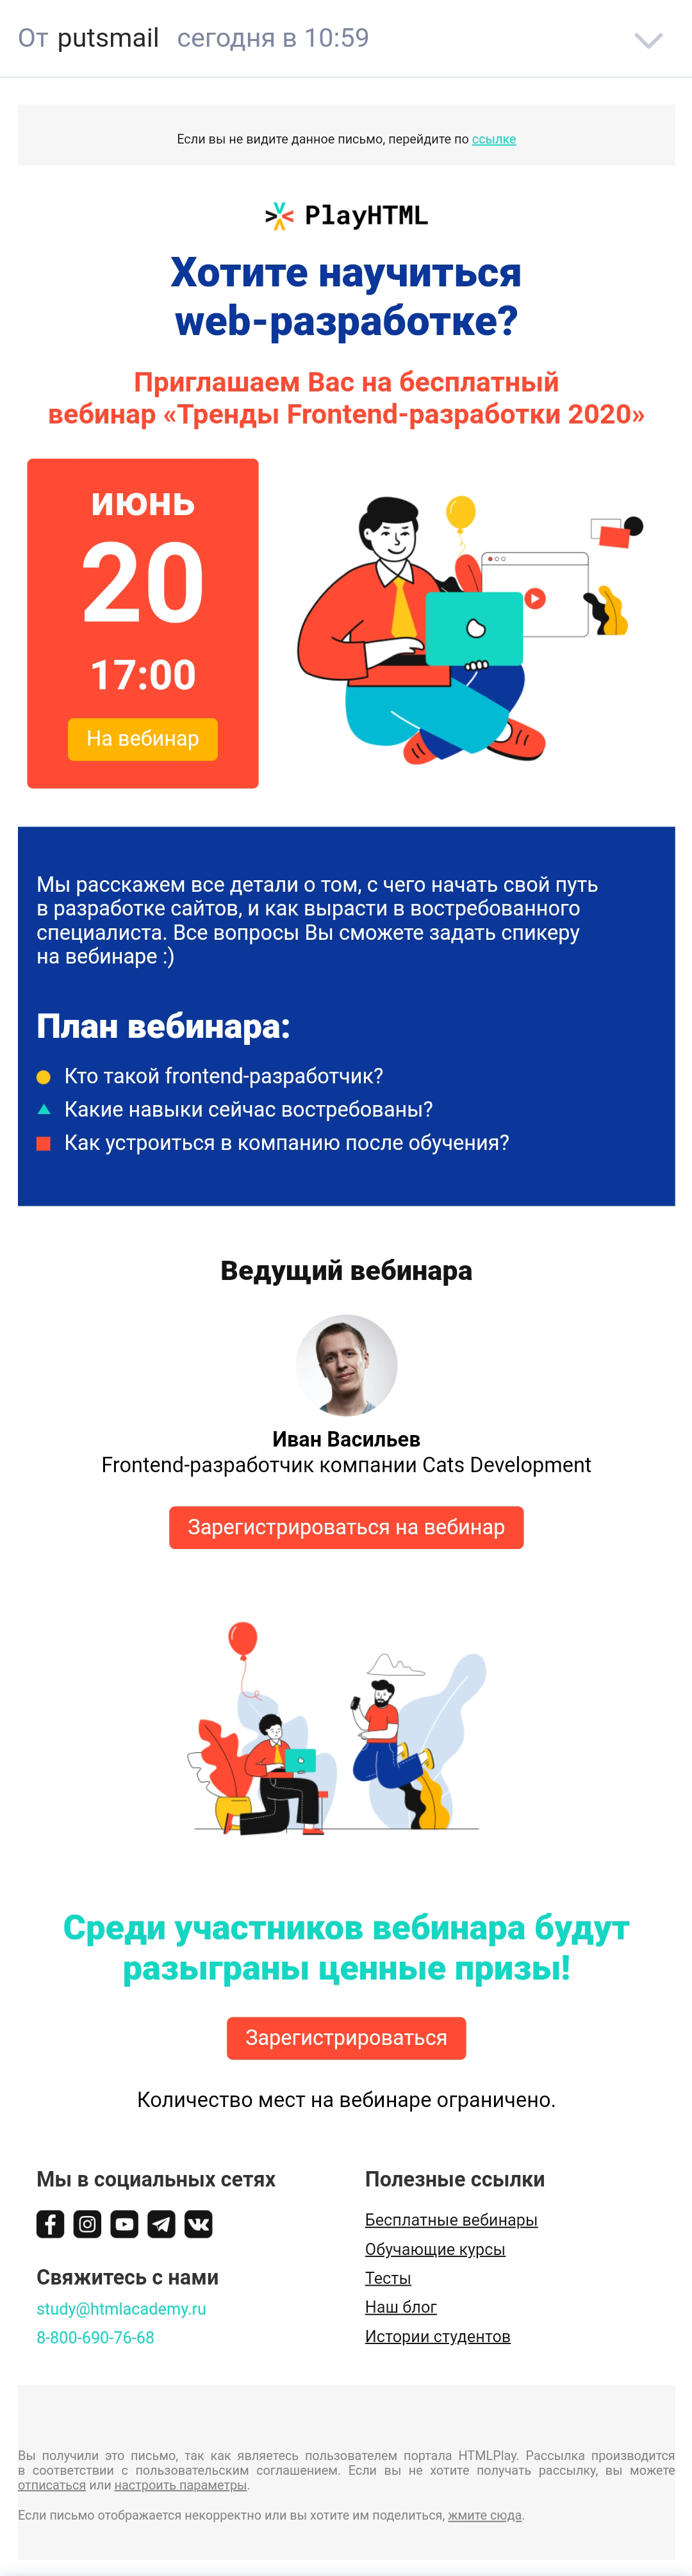 От putsmail сегодня в 10:59
Если вы не видите данное письмо, перейдите по ссылке
PlayHTML
Хотите научиться
web-разработке?
Приглашаем Вас на бесплатный
вебинар «Тренды Frontend-разработки 2020»
июнь
20
17:00
На вебинар
Мы расскажем все детали о том, с чего начать свой путь
в разработке сайтов, и как вырасти в востребованного
специалиста. Все вопросы Вы сможете задать спикеру
на вебинаре :)
План вебинара:
Кто такой frontend-разработчик?
Какие навыки сейчас востребованы?
Как устроиться в компанию после обучения?
Ведущий вебинара
Иван Васильев
Frontend-разработчик компании Cats Development
Зарегистрироваться на вебинар
Среди участников вебинара будут
разыграны ценные призы!
Зарегистрироваться
Количество мест на вебинаре ограничено.
Мы в социальных сетях
Свяжитесь с нами
study@htmlacademy.ru
8-800-690-76-68
Полезные ссылки
Бесплатные вебинары
Обучающие курсы
Тесты
Наш блог
Истории студентов
Вы получили это письмо, так как являетесь пользователем портала HTMLPlay. Рассылка производится
в соответствии с пользовательским соглашением. Если вы не хотите получать рассылку, вы можете
отписаться или настроить параметры.
Если письмо отображается некорректно или вы хотите им поделиться, жмите сюда.